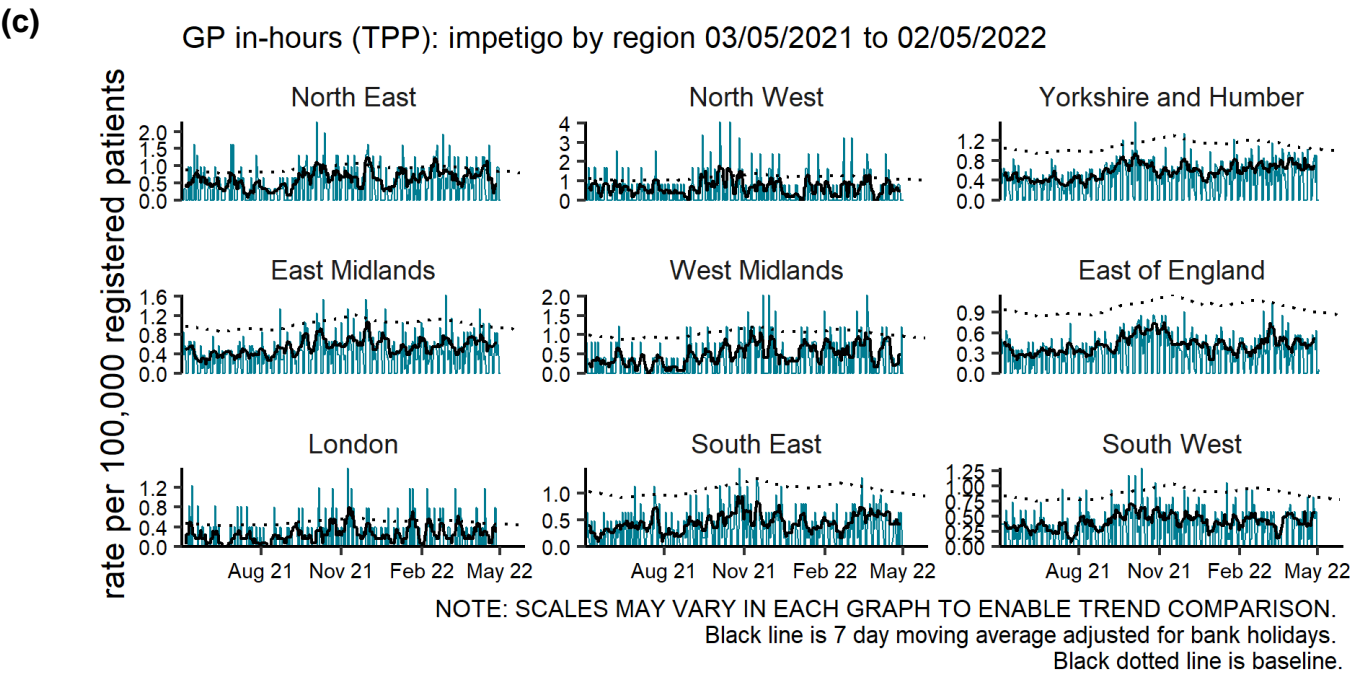 (c)
GP in-hours (TPP): impetigo by region 03/05/2021 to 02/05/2022
rate per 100,000 registered patients
North East
2.0
1.5
1.0
0.5
0.0
North West
4
3
2
1
0
Yorkshire and Humber
1.2
0.8
0.4
0.0
East Midlands
1.6
1.2
0.8
0.4
0.0
West Midlands
2.0
1.5
1.0
0.5
0.0
East of England
0.9
0.6
0.3
0.0
London
1.2
0.8
0.4
0.0
Aug 21 Nov 21 Feb 22 May 22
South East
1.0
0.5
0.0
Aug 21 Nov 21 Feb 22 May 22
South West
1.25
1.00
0.75
0.50
0.25
0.00
Aug 21 Nov 21 Feb 22 May 22
NOTE: SCALES MAY VARY IN EACH GRAPH TO ENABLE TREND COMPARISON.
Black line is 7 day moving average adjusted for bank holidays.
Black dotted line is baseline.